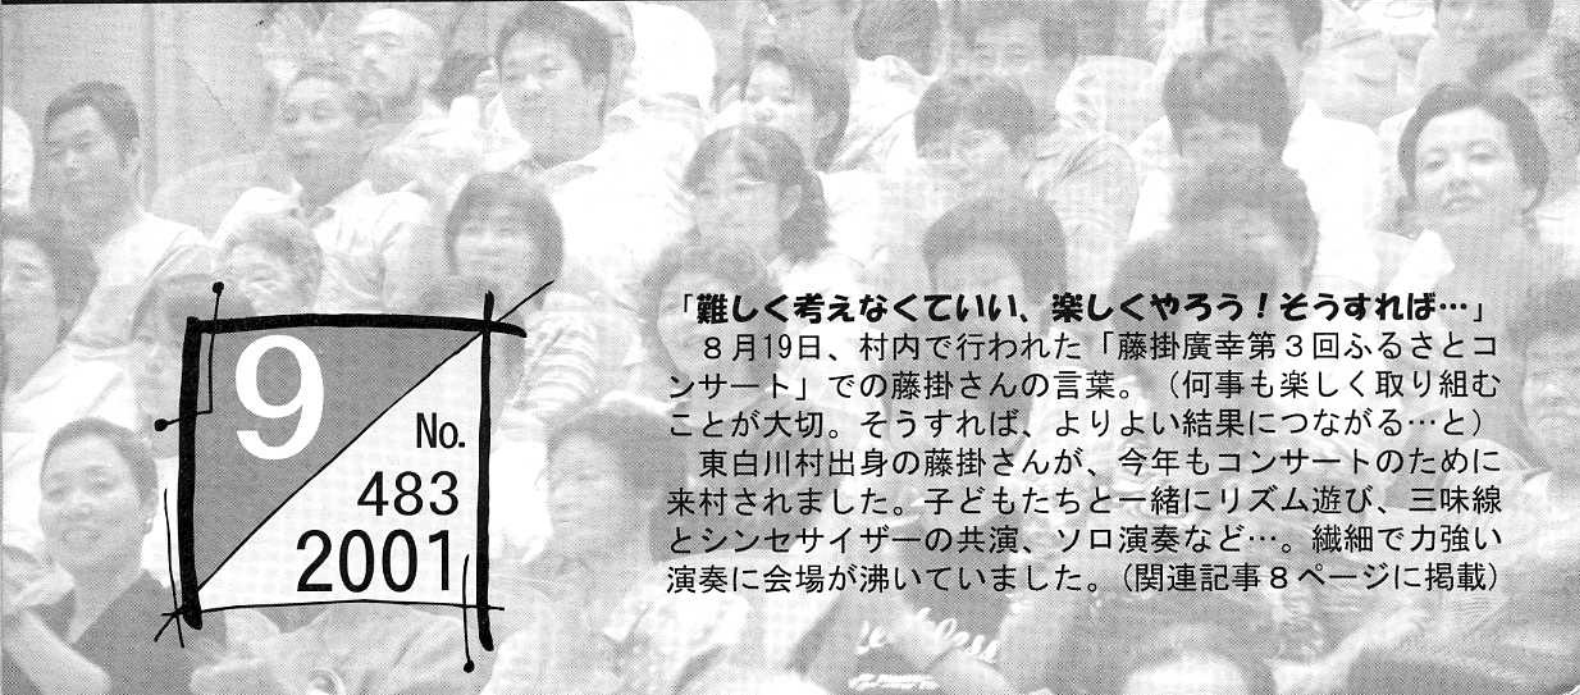 9
No.
483
2001
「難しく考えなくていい、楽しくやろう！そうすれば…」
　８月19日、村内で行われた「藤掛廣幸第３回ふるさとコ
ンサート」での藤掛さんの言葉。（何事も楽しく取り組む
ことが大切。そうすれば、よりよい結果につながる…と）
　東白川村出身の藤掛さんが、今年もコンサートのために
来村されました。子どもたちと一緒にリズム遊び、三味線
とシンセサイザーの共演、ソロ演奏など…。繊細で力強い
演奏に会場が沸いていました。（関連記事８ページに掲載）